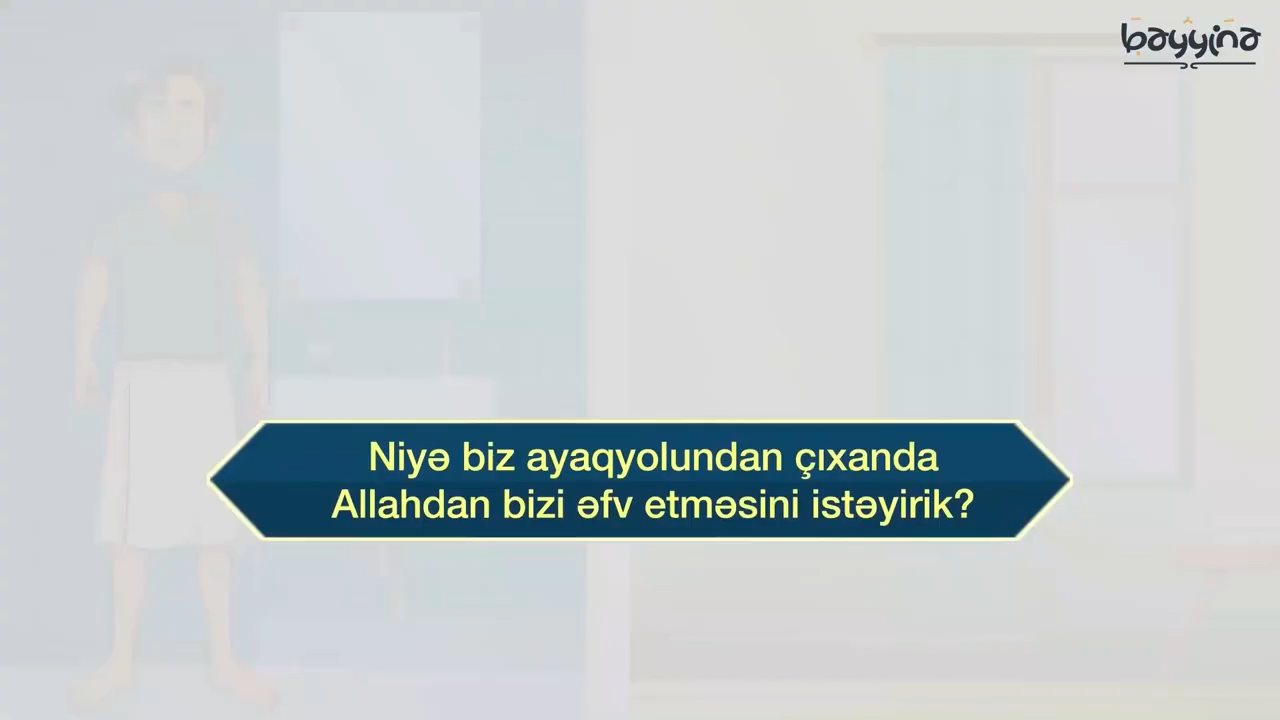 bayyina
Niyə biz ayaqyolundan çıxanda
Allahdan bizi əfv etməsini istəyirik?